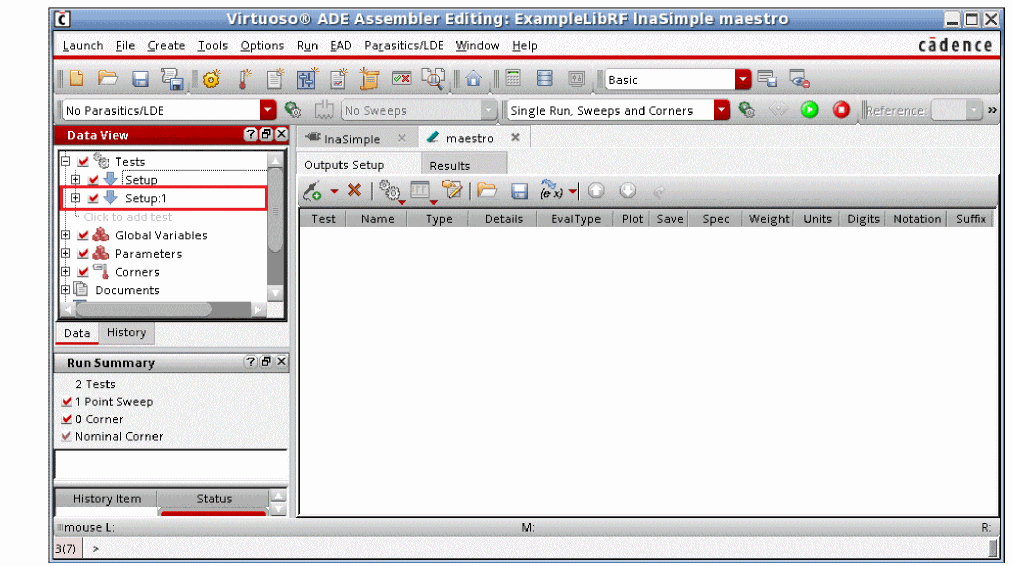 Virtuoso® ADE Assembler Editing: ExampleLibRF lnaSimple maestro
Launch File Create Tools Options Run EAD Parasitics/LDE Window Help cādence
Basic
No Parasitics/LDE No Sweeps Single Run, Sweeps and Corners Reference: »
Data View
lnaSimple maestro
Tests
Outputs Setup Results
Setup
Setup:1
Click to add test
Test Name Type Details EvalType Plot Save Spec Weight Units Digits Notation Suffix
Global Variables
Parameters
Corners
Documents
Data History
Run Summary
2 Tests
1 Point Sweep
0 Corner
Nominal Corner
History Item Status
mouse L: M: R:
3(7) >